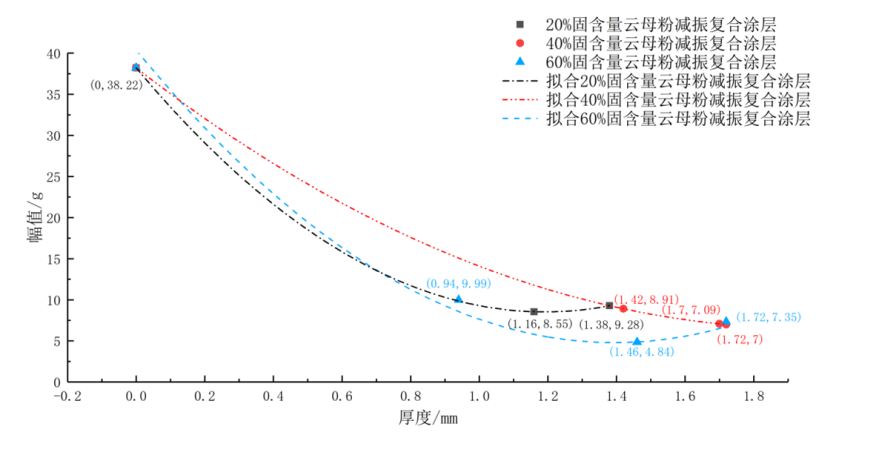 20%固含量云母粉减振复合涂层
40%固含量云母粉减振复合涂层
60%固含量云母粉减振复合涂层
拟合20%固含量云母粉减振复合涂层
拟合40%固含量云母粉减振复合涂层
拟合60%固含量云母粉减振复合涂层
40
35
30
25
20
15
10
5
0
幅值/g
(0,38.22)
(0.94,9.99)
(1.16,8.55)
(1.38,9.28)
(1.42,8.91)
(1.7,7.09)
(1.72,7.35)
(1.72,7)
(1.46,4.84)
-0.2 0.0 0.2 0.4 0.6 0.8 1.0 1.2 1.4 1.6 1.8
厚度/mm